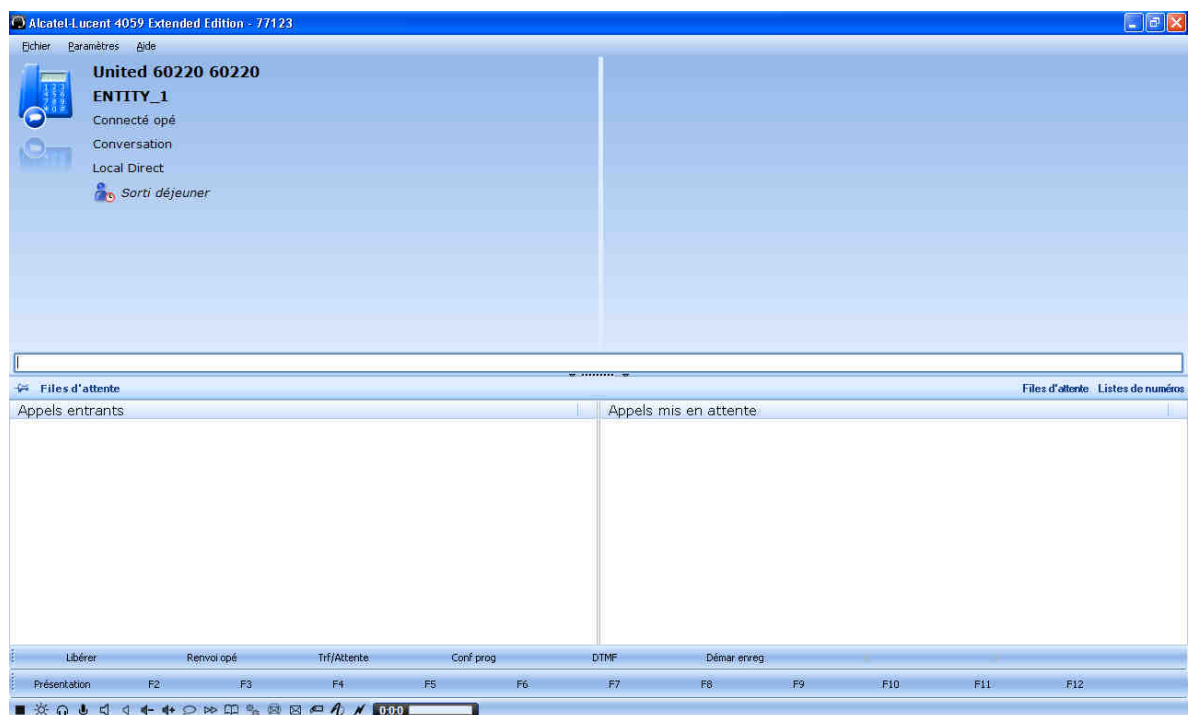 Alcatel-Lucent 4059 Extended Edition - 77123
Fichier Paramètres Aide
United 60220 60220
ENTITY_1
Connecté opé
Conversation
Local Direct
Sorti déjeuner
Files d'attente Files d'attente Listes de numéros
Appels entrants Appels mis en attente
Libérer Renvoi opé Trf/Attente Conf prog DTMF Démar enreg
Présentation F2 F3 F4 F5 F6 F7 F8 F9 F10 F11 F12
0:0:0